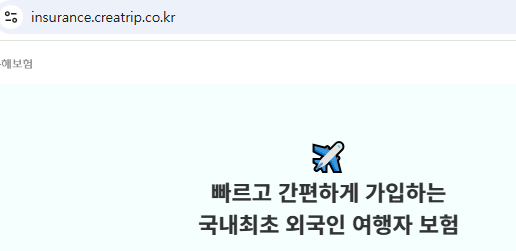 insurance.creatrip.co.kr
해보험
빠르고 간편하게 가입하는
국내최초 외국인 여행자 보험